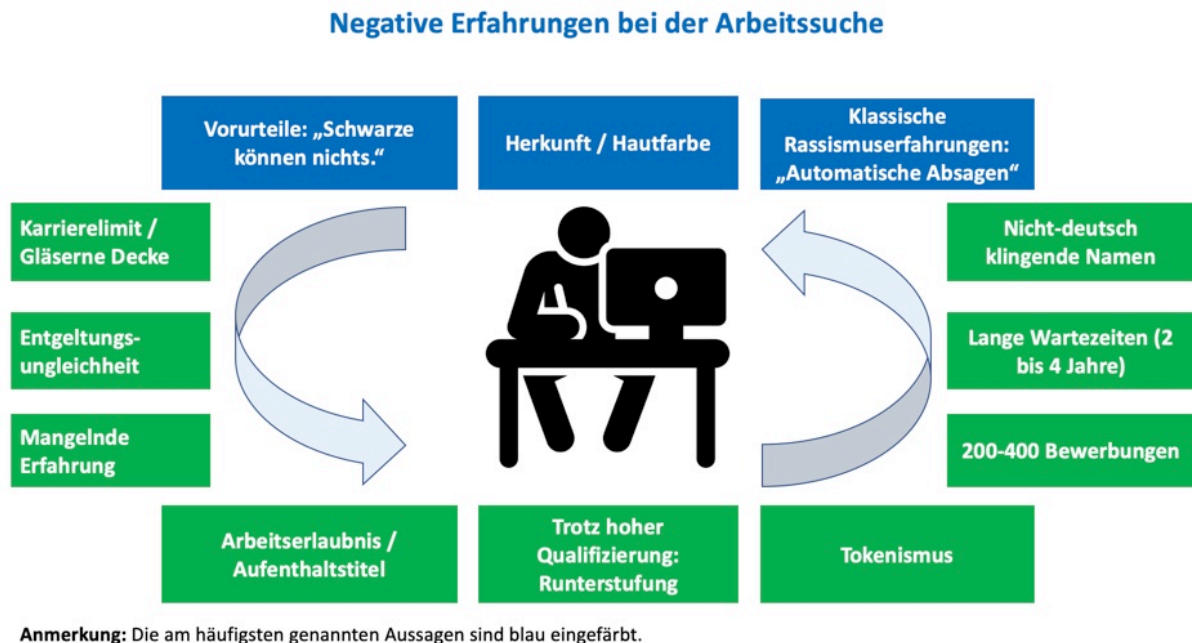 Negative Erfahrungen bei der Arbeitssuche
Vorurteile: „Schwarze
können nichts.“
Herkunft / Hautfarbe
Klassische
Rassismuserfahrungen:
„Automatische Absagen“
Karrierelimit /
Gläserne Decke
Nicht-deutsch
klingende Namen
Entgeltungs-
ungleichheit
Lange Wartezeiten (2
bis 4 Jahre)
Mangelnde
Erfahrung
200-400 Bewerbungen
Arbeitserlaubnis /
Aufenthaltstitel
Trotz hoher
Qualifizierung:
Runterstufung
Tokenismus
Anmerkung: Die am häufigsten genannten Aussagen sind blau eingefärbt.